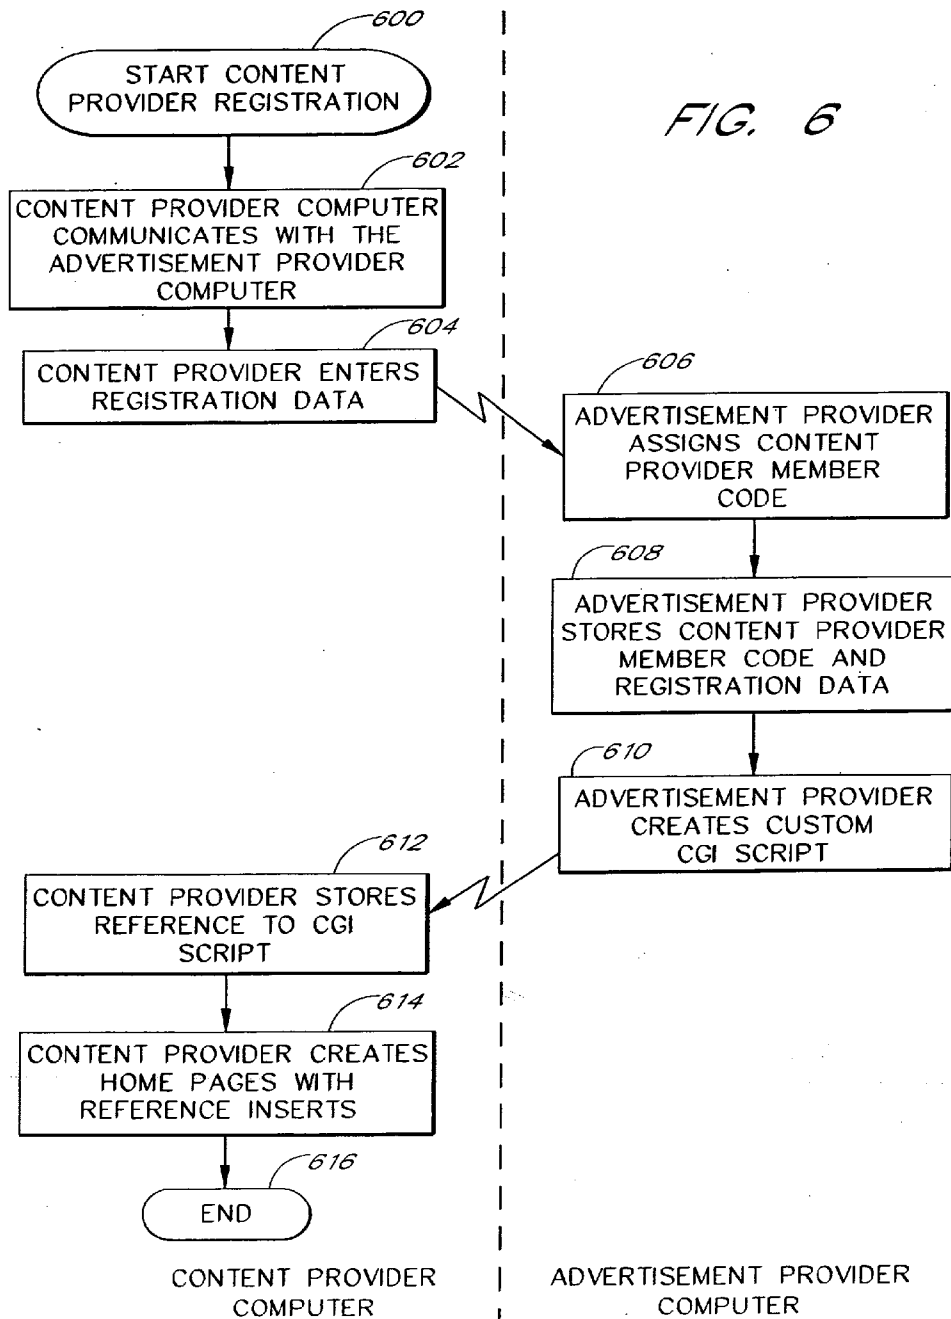 600
START CONTENT
PROVIDER REGISTRATION
FIG. 6
602
CONTENT PROVIDER COMPUTER
COMMUNICATES WITH THE
ADVERTISEMENT PROVIDER
COMPUTER
604
CONTENT PROVIDER ENTERS
REGISTRATION DATA
606
ADVERTISEMENT PROVIDER
ASSIGNS CONTENT
PROVIDER MEMBER
CODE
608
ADVERTISEMENT PROVIDER
STORES CONTENT PROVIDER
MEMBER CODE AND
REGISTRATION DATA
610
ADVERTISEMENT PROVIDER
CREATES CUSTOM
CGI SCRIPT
612
CONTENT PROVIDER STORES
REFERENCE TO CGI
SCRIPT
614
CONTENT PROVIDER CREATES
HOME PAGES WITH
REFERENCE INSERTS
616
END
CONTENT PROVIDER
COMPUTER
ADVERTISEMENT PROVIDER
COMPUTER